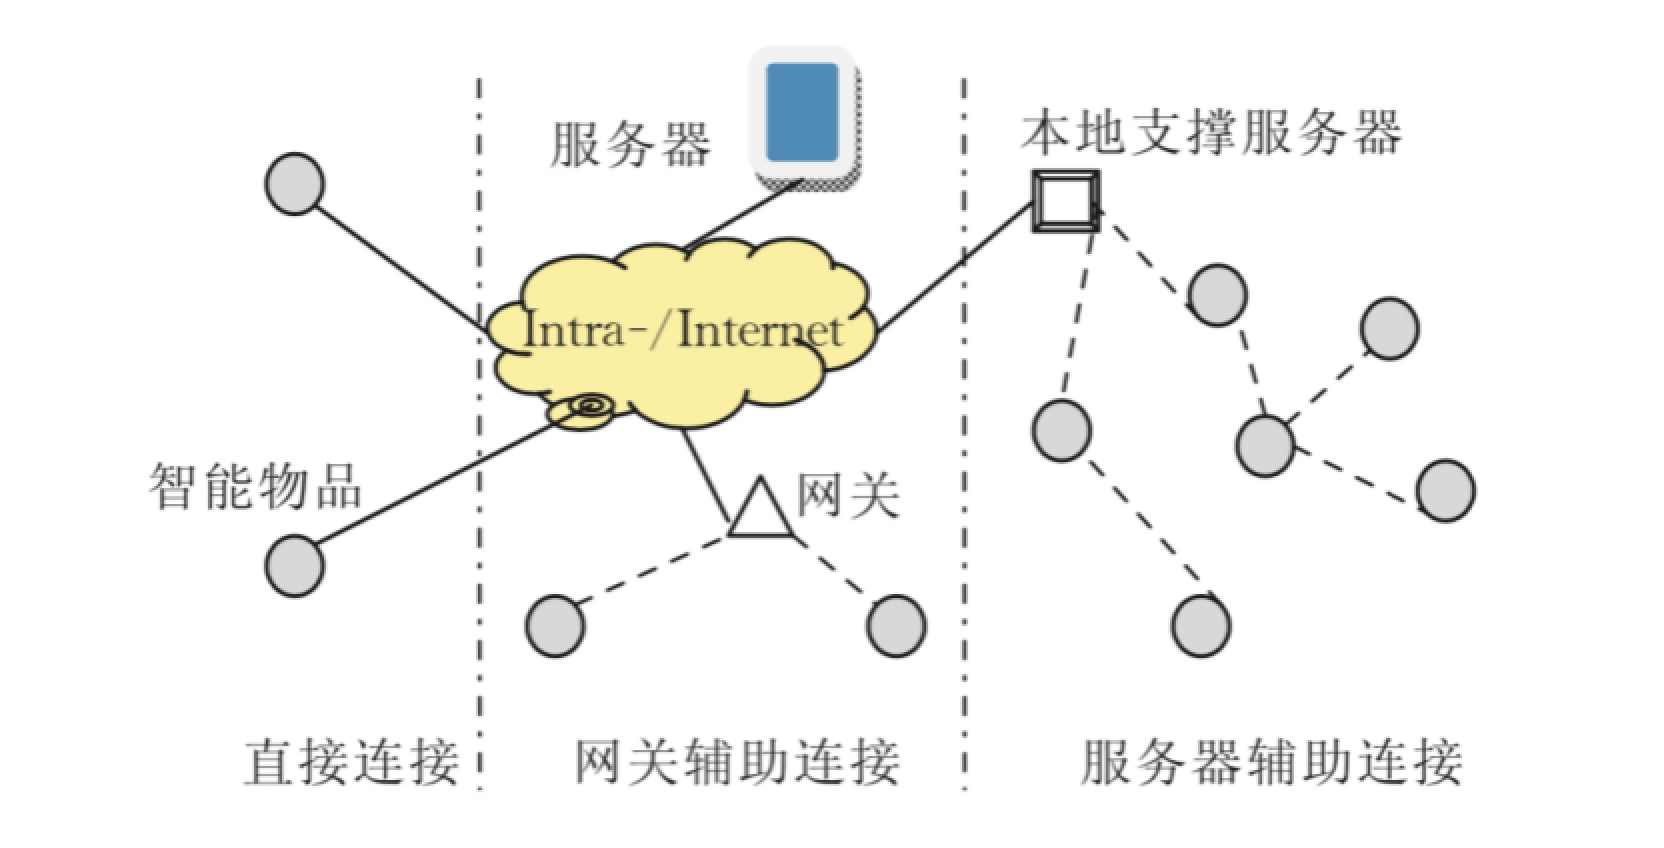 服务器
本地支撑服务器
Intra-/Internet
智能物品
网关
直接连接
网关辅助连接
服务器辅助连接